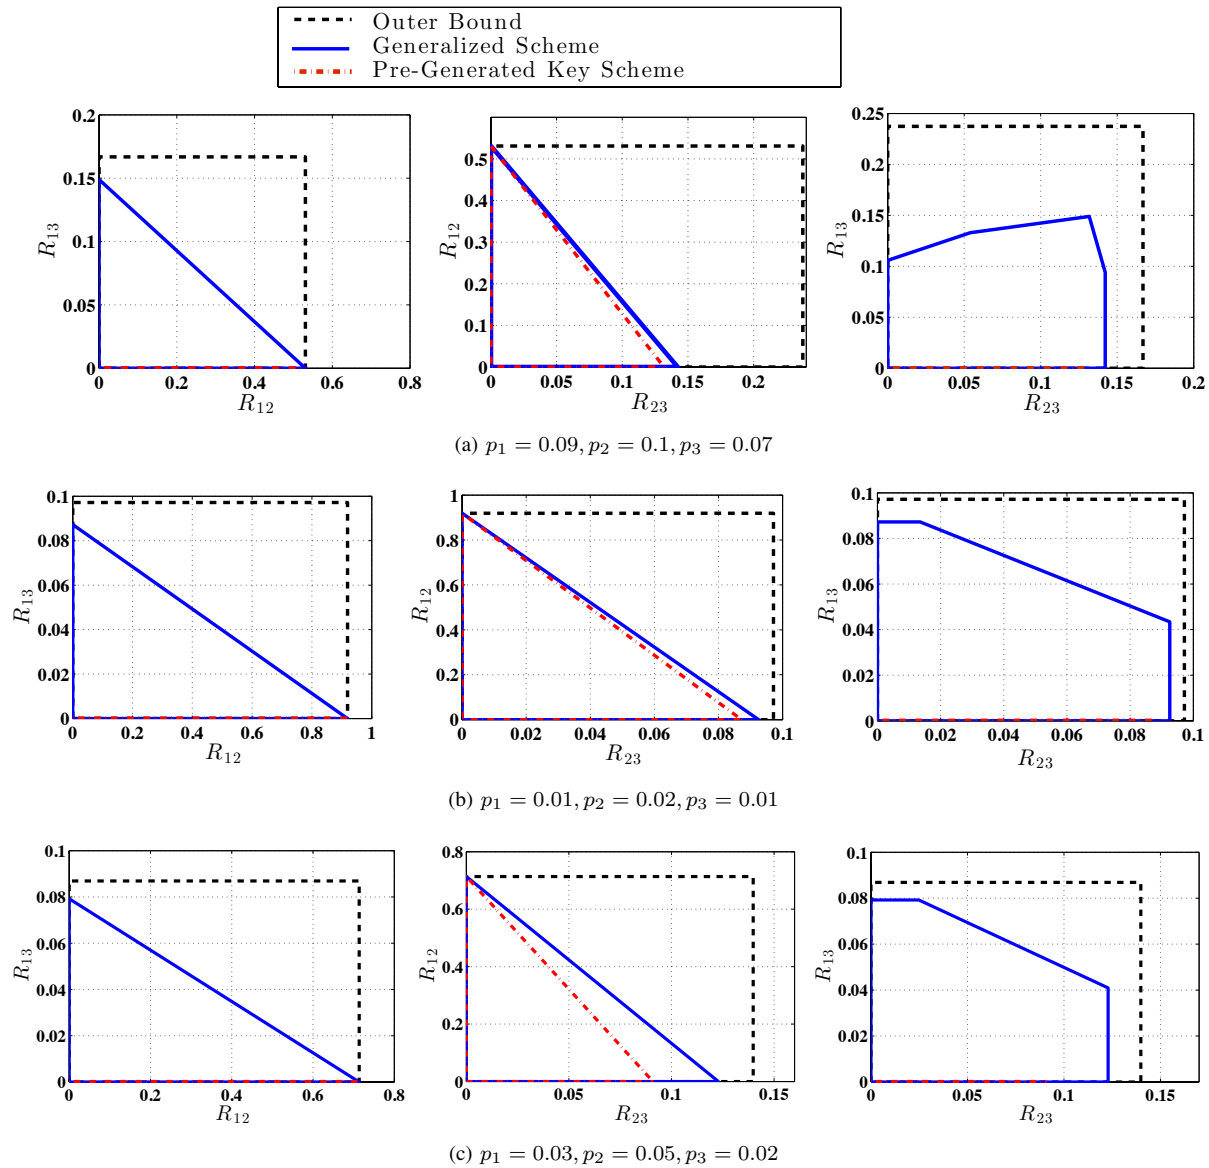 Outer Bound
Generalized Scheme
Pre-Generated Key Scheme
0.2
0.15
0.1
0.05
0
0 0.2 0.4 0.6 0.8
R13
R12
0.5
0.4
0.3
0.2
0.1
0
0 0.05 0.1 0.15 0.2
R12
R23
0.25
0.2
0.15
0.1
0.05
0
0 0.05 0.1 0.15 0.2
R13
R23
(a) p1 = 0.09, p2 = 0.1, p3 = 0.07
0.1
0.08
0.06
0.04
0.02
0
0 0.2 0.4 0.6 0.8 1
R13
R12
1
0.8
0.6
0.4
0.2
0
0 0.02 0.04 0.06 0.08 0.1
R12
R23
0.1
0.08
0.06
0.04
0.02
0
0 0.02 0.04 0.06 0.08 0.1
R13
R23
(b) p1 = 0.01, p2 = 0.02, p3 = 0.01
0.1
0.08
0.06
0.04
0.02
0
0 0.2 0.4 0.6 0.8
R13
R12
0.8
0.6
0.4
0.2
0
0 0.05 0.1 0.15
R12
R23
0.1
0.08
0.06
0.04
0.02
0
0 0.05 0.1 0.15
R13
R23
(c) p1 = 0.03, p2 = 0.05, p3 = 0.02